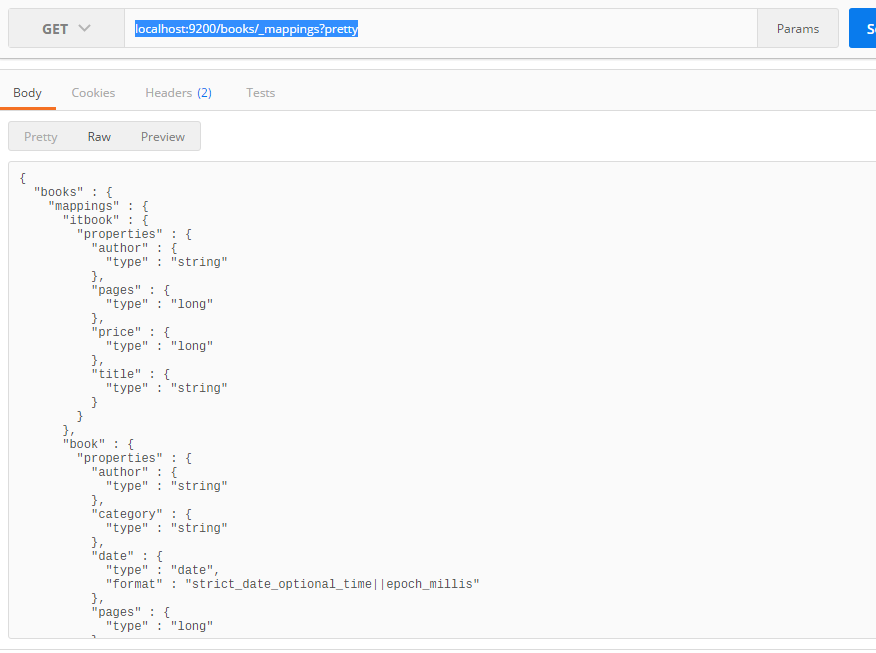 GET localhost:9200/books/_mappings?pretty Params
Body Cookies Headers (2) Tests
Pretty Raw Preview
{
"books" : {
"mappings" : {
"itbook" : {
"properties" : {
"author" : {
"type" : "string"
},
"pages" : {
"type" : "long"
},
"price" : {
"type" : "long"
},
"title" : {
"type" : "string"
}
}
},
"book" : {
"properties" : {
"author" : {
"type" : "string"
},
"category" : {
"type" : "string"
},
"date" : {
"type" : "date",
"format" : "strict_date_optional_time||epoch_millis"
},
"pages" : {
"type" : "long"